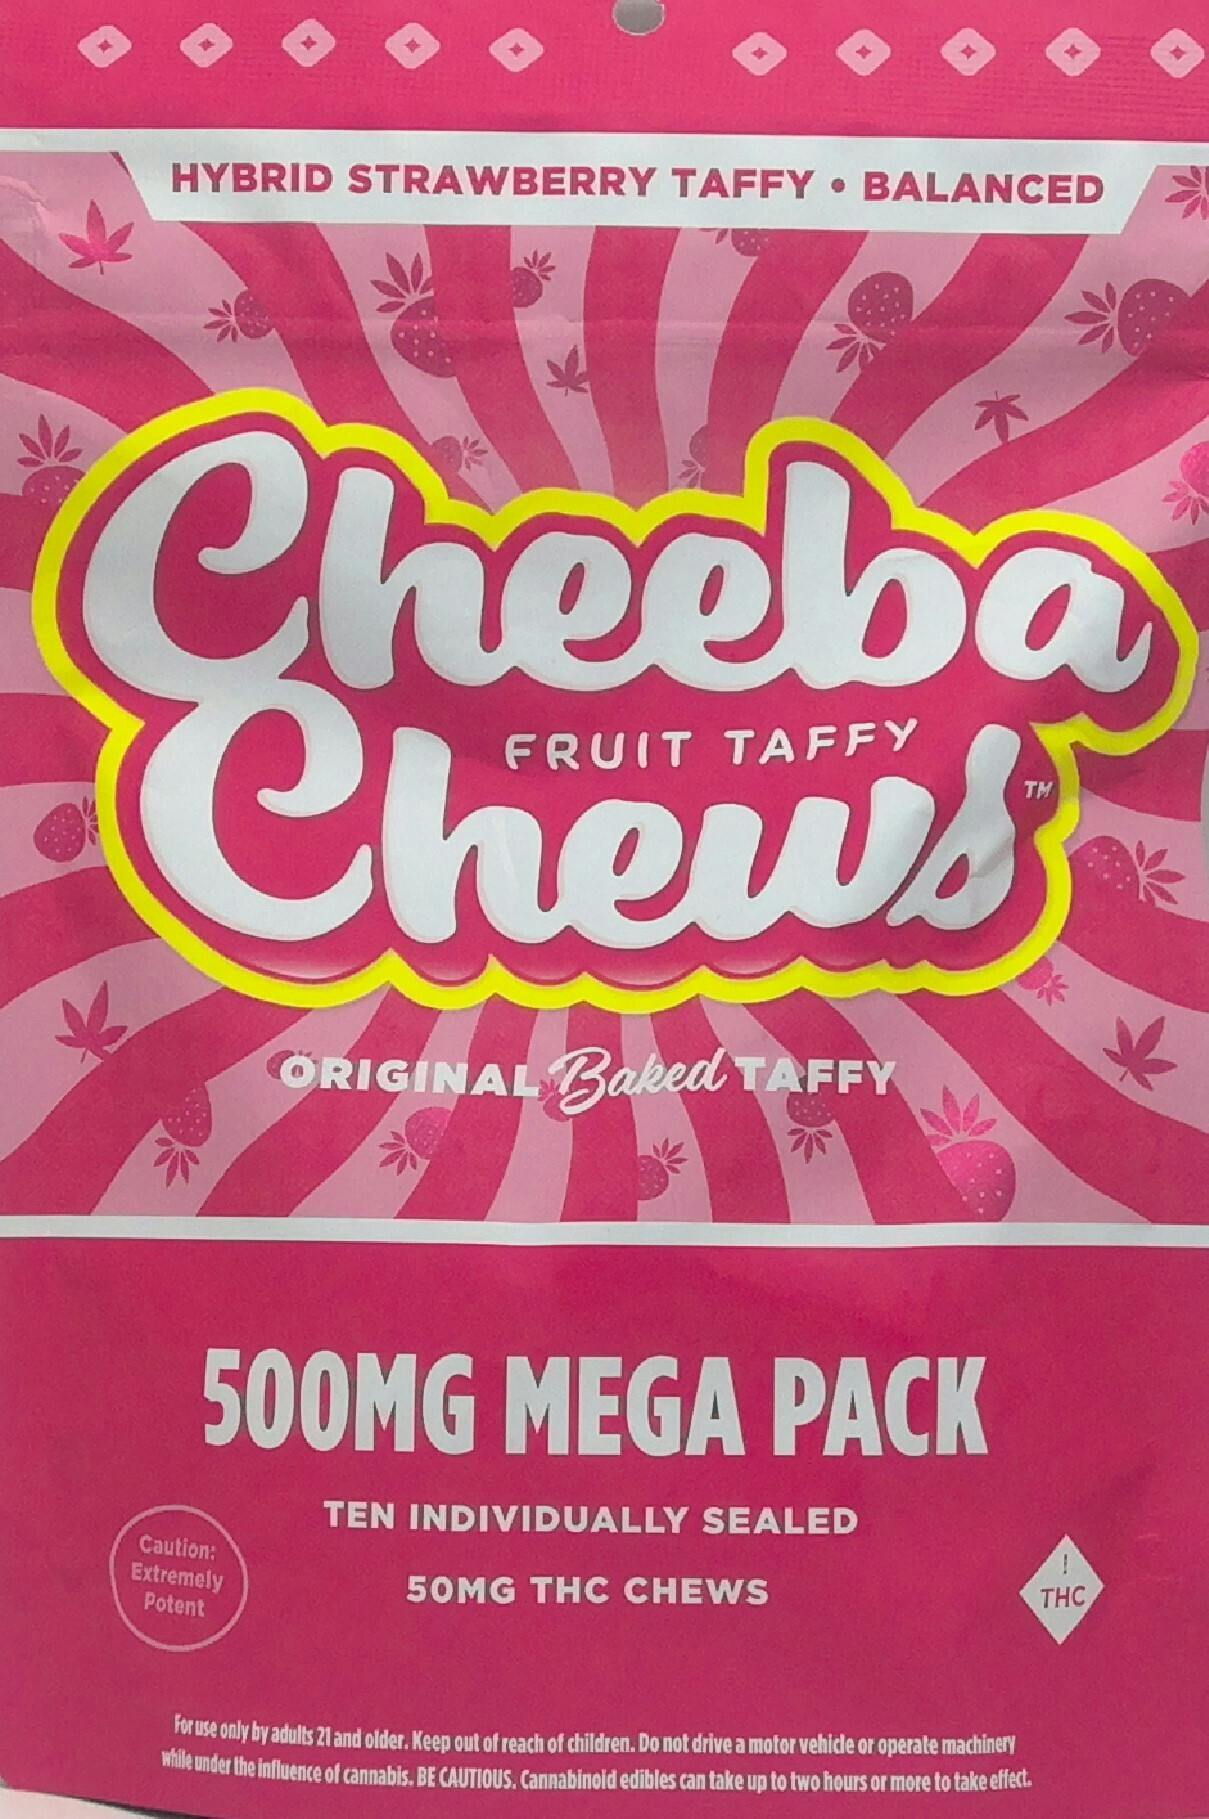 HYBRID STRAWBERRY TAFFY • BALANCED
Cheeba
FRUIT TAFFY
Chews™
ORIGINAL Baked TAFFY
500MG MEGA PACK
TEN INDIVIDUALLY SEALED
50MG THC CHEWS
Caution:
Extremely
Potent
!
THC
For use only by adults 21 and older. Keep out of reach of children. Do not drive a motor vehicle or operate machinery
while under the influence of cannabis. BE CAUTIOUS. Cannabinoid edibles can take up to two hours or more to take effect.